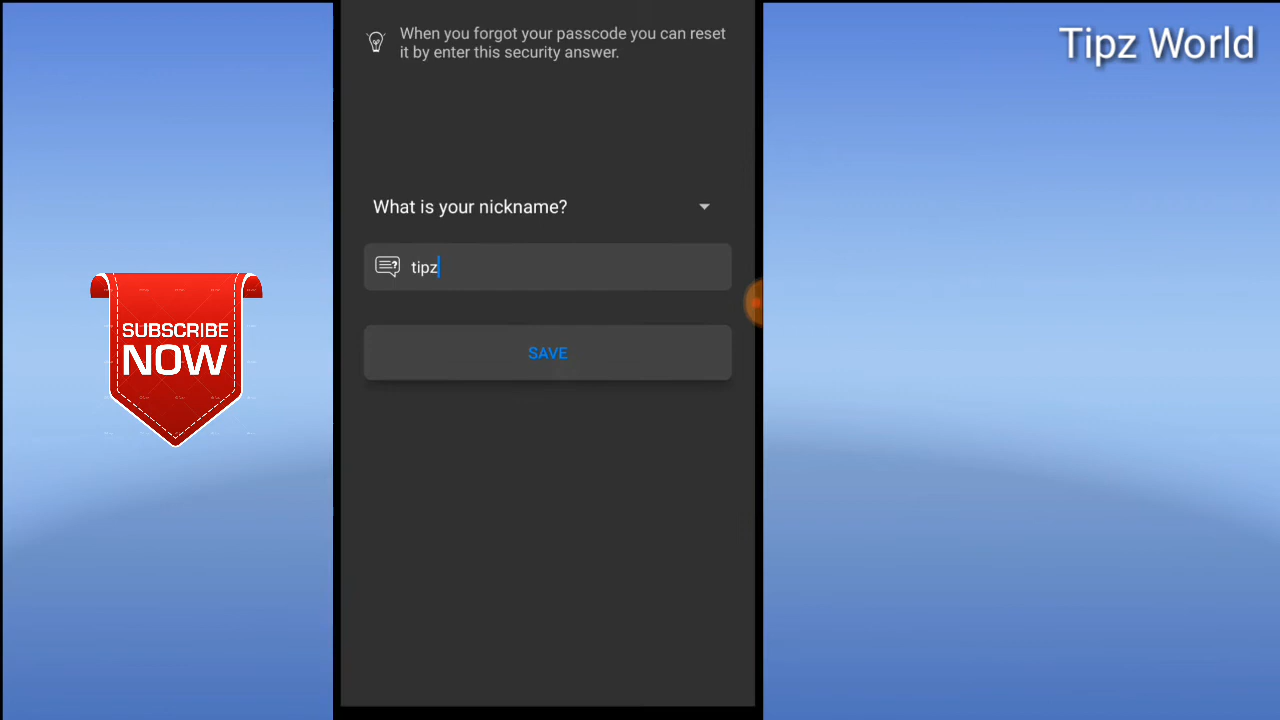 When you forgot your passcode you can reset
it by enter this security answer.
Tipz World
What is your nickname?
tipz
SAVE
SUBSCRIBE
NOW